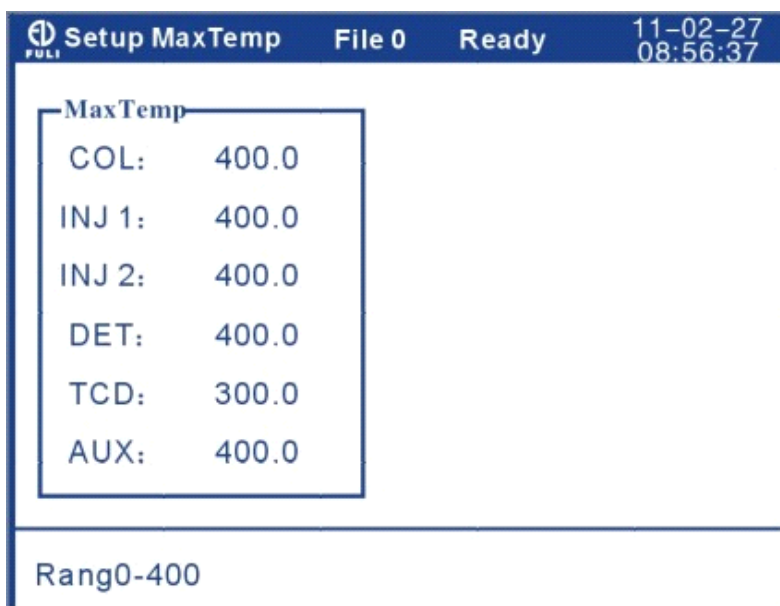 FULI Setup MaxTemp File 0 Ready 11-02-27
08:56:37
MaxTemp
COL: 400.0
INJ 1: 400.0
INJ 2: 400.0
DET: 400.0
TCD: 300.0
AUX: 400.0
Rang0-400